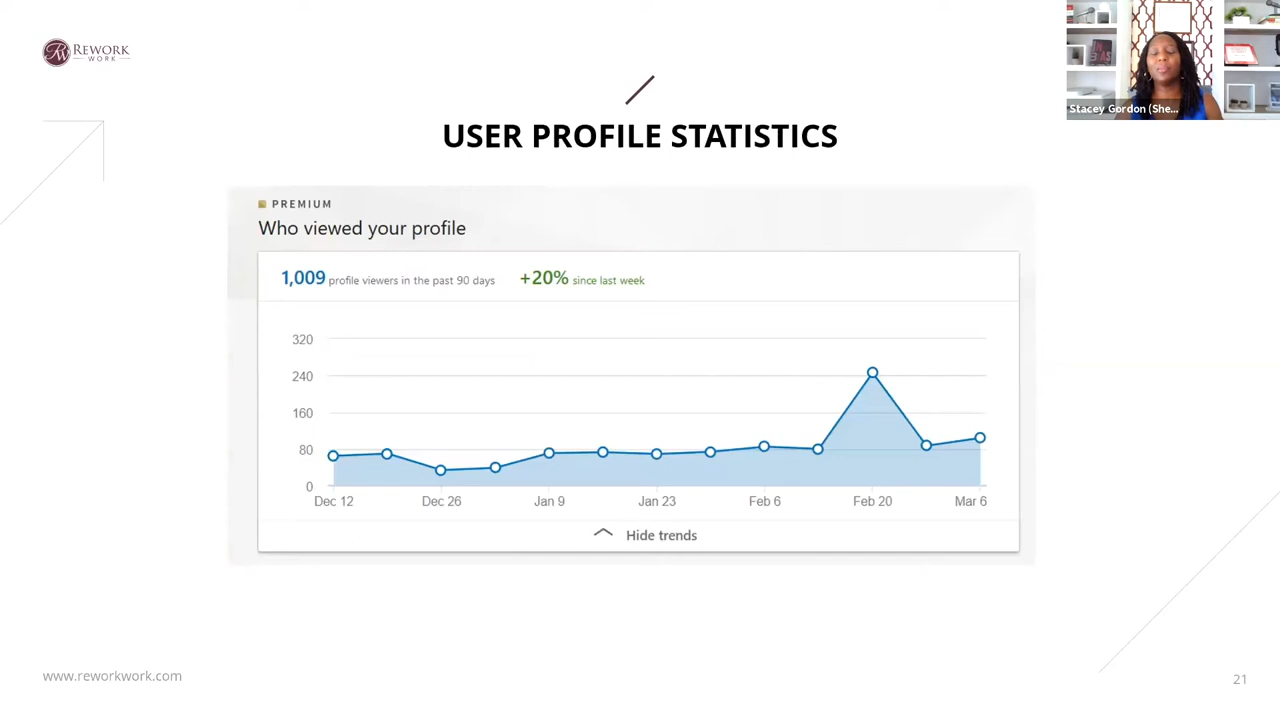 REWORK
WORK
Stacey Gordon (She...
USER PROFILE STATISTICS
PREMIUM
Who viewed your profile
1,009 profile viewers in the past 90 days +20% since last week
320
240
160
80
0
Dec 12 Dec 26 Jan 9 Jan 23 Feb 6 Feb 20 Mar 6
Hide trends
www.reworkwork.com
21